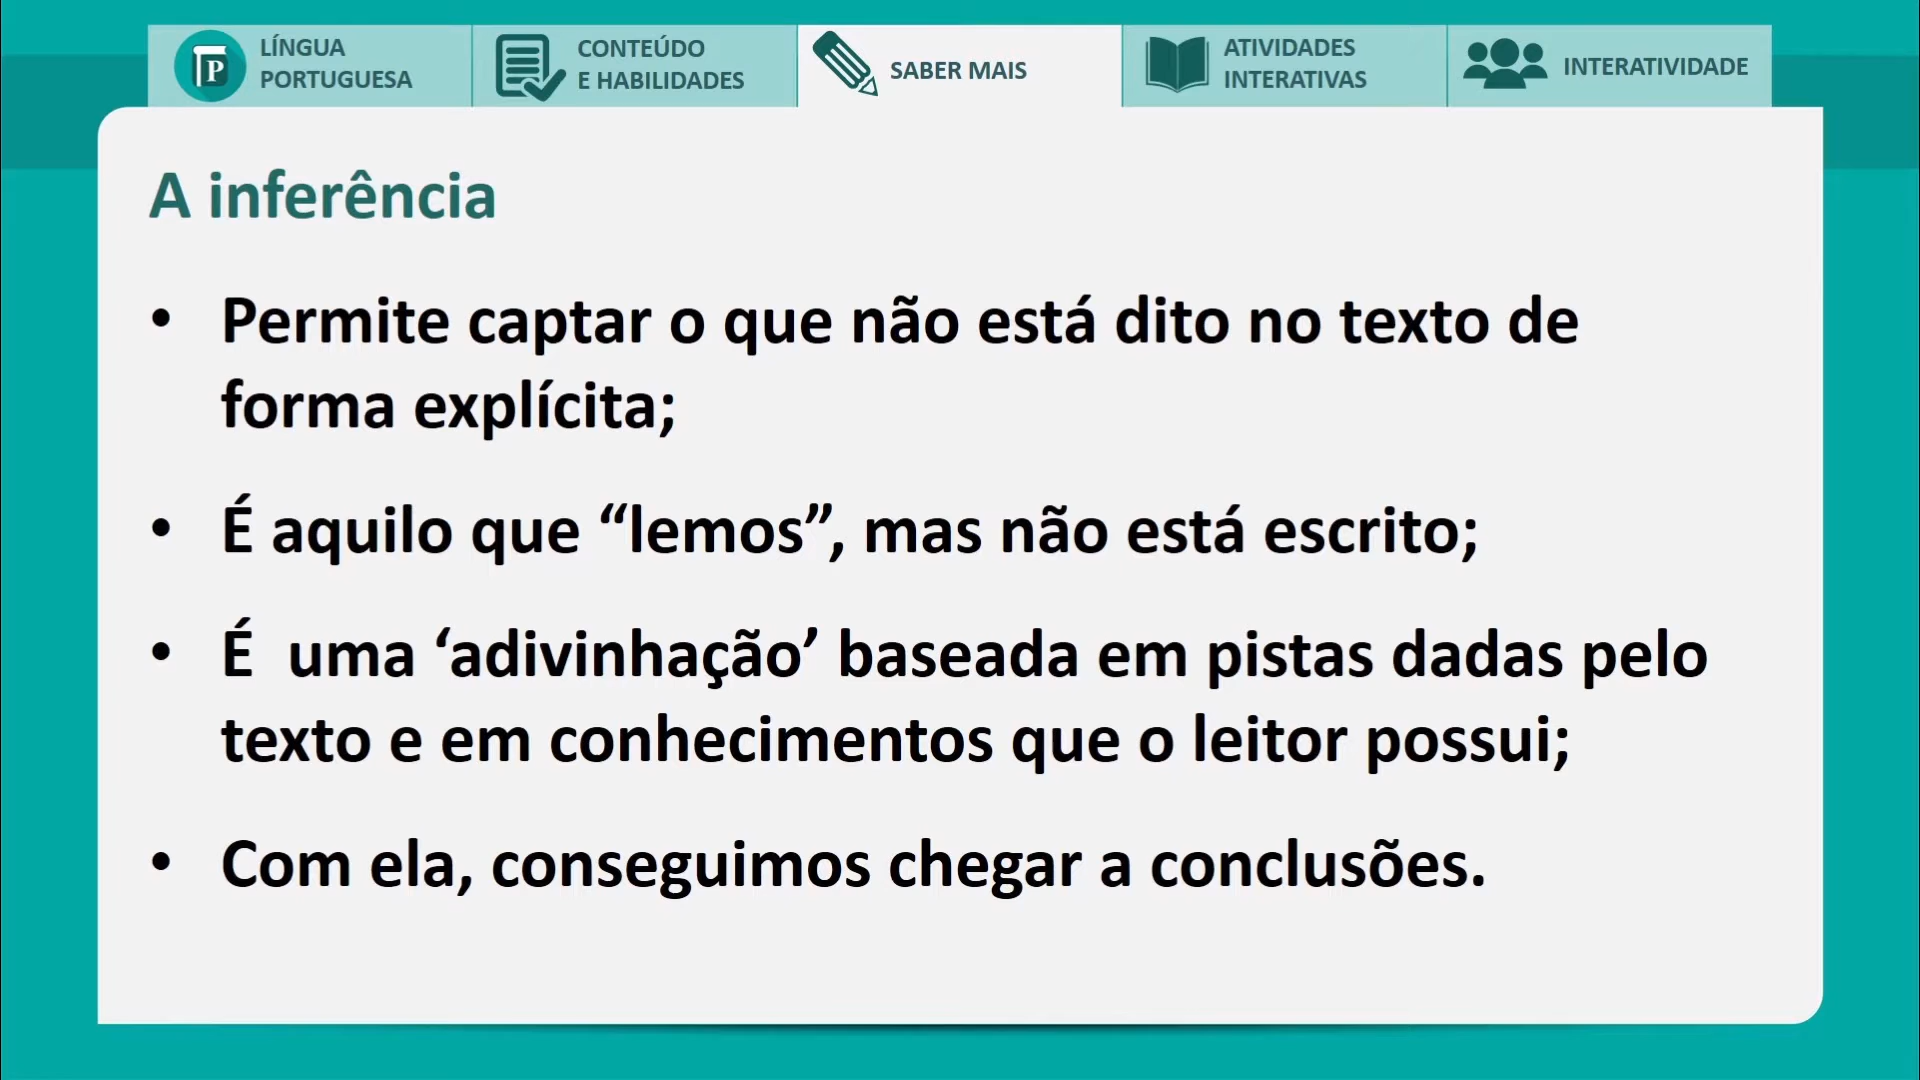 LÍNGUA
PORTUGUESA
CONTEÚDO
E HABILIDADES
SABER MAIS
ATIVIDADES
INTERATIVAS
INTERATIVIDADE
P
A inferência
• Permite captar o que não está dito no texto de
forma explícita;
• É aquilo que “lemos”, mas não está escrito;
• É  uma ‘adivinhação’ baseada em pistas dadas pelo
texto e em conhecimentos que o leitor possui;
• Com ela, conseguimos chegar a conclusões.